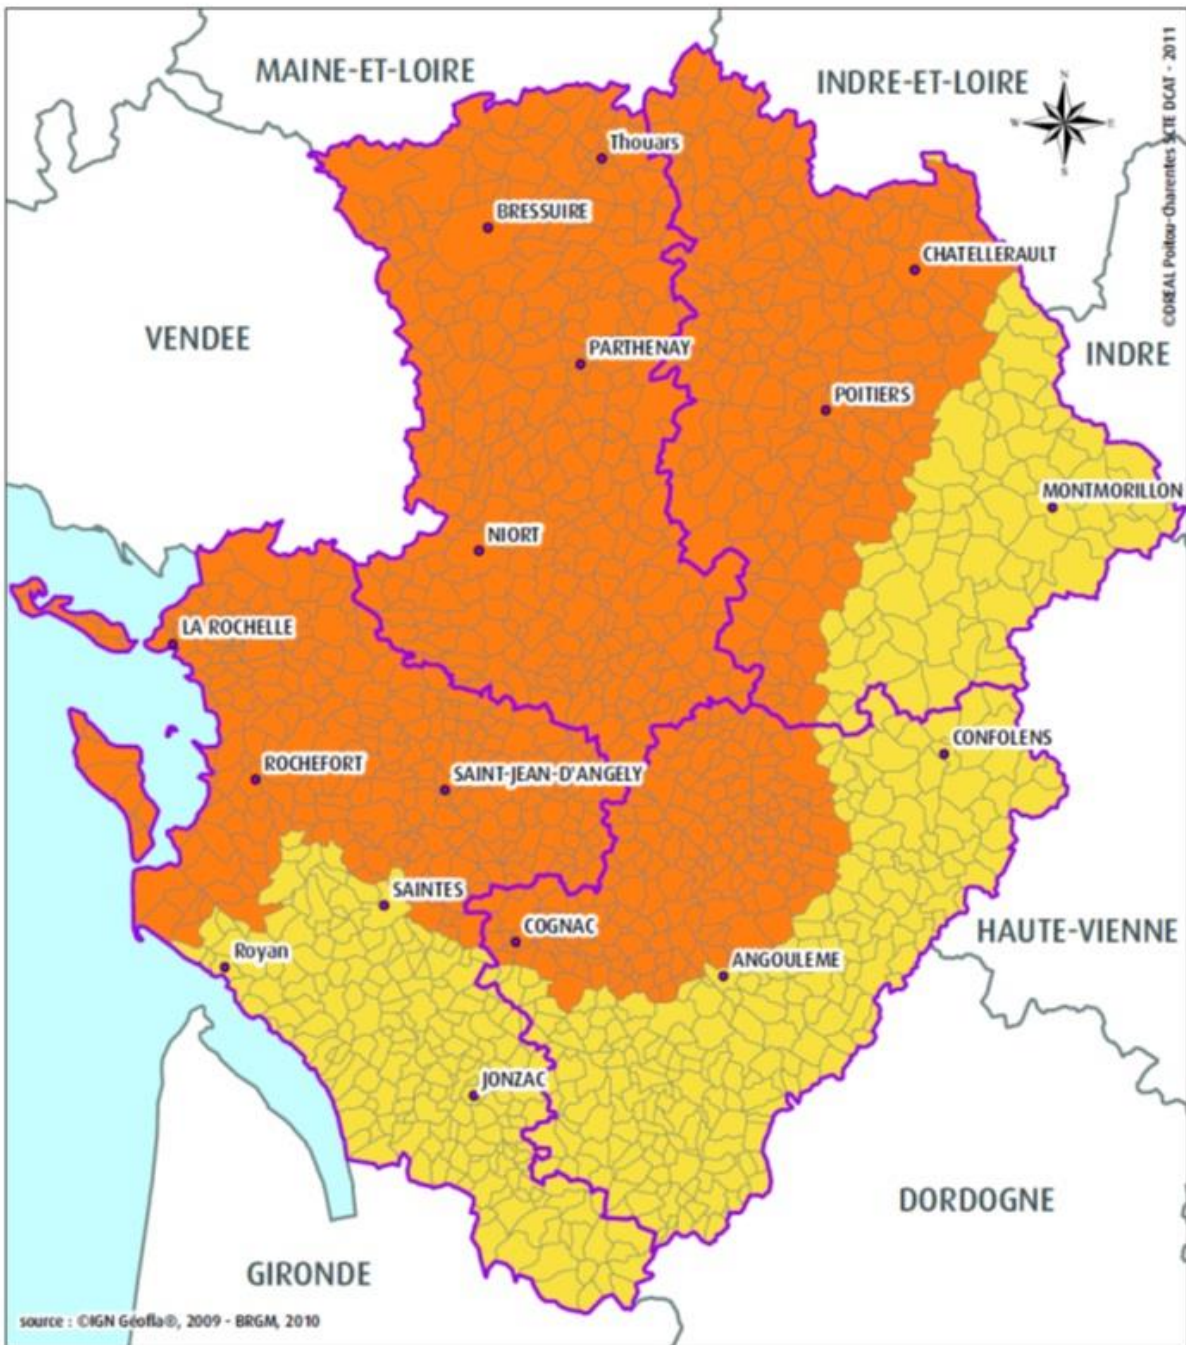 MAINE-ET-LOIRE
INDRE-ET-LOIRE
N
W
E
S
©DREAL Poitou-Charentes SCTE DCAT - 2011
Thouars
BRESSUIRE
CHATELLERAULT
VENDEE
PARTHENAY
INDRE
POITIERS
MONTMORILLON
NIORT
LA ROCHELLE
CONFOLENS
ROCHEFORT
SAINT-JEAN-D'ANGELY
SAINTES
COGNAC
HAUTE-VIENNE
Royan
ANGOULEME
JONZAC
DORDOGNE
GIRONDE
source : ©IGN Géofla®, 2009 - BRGM, 2010